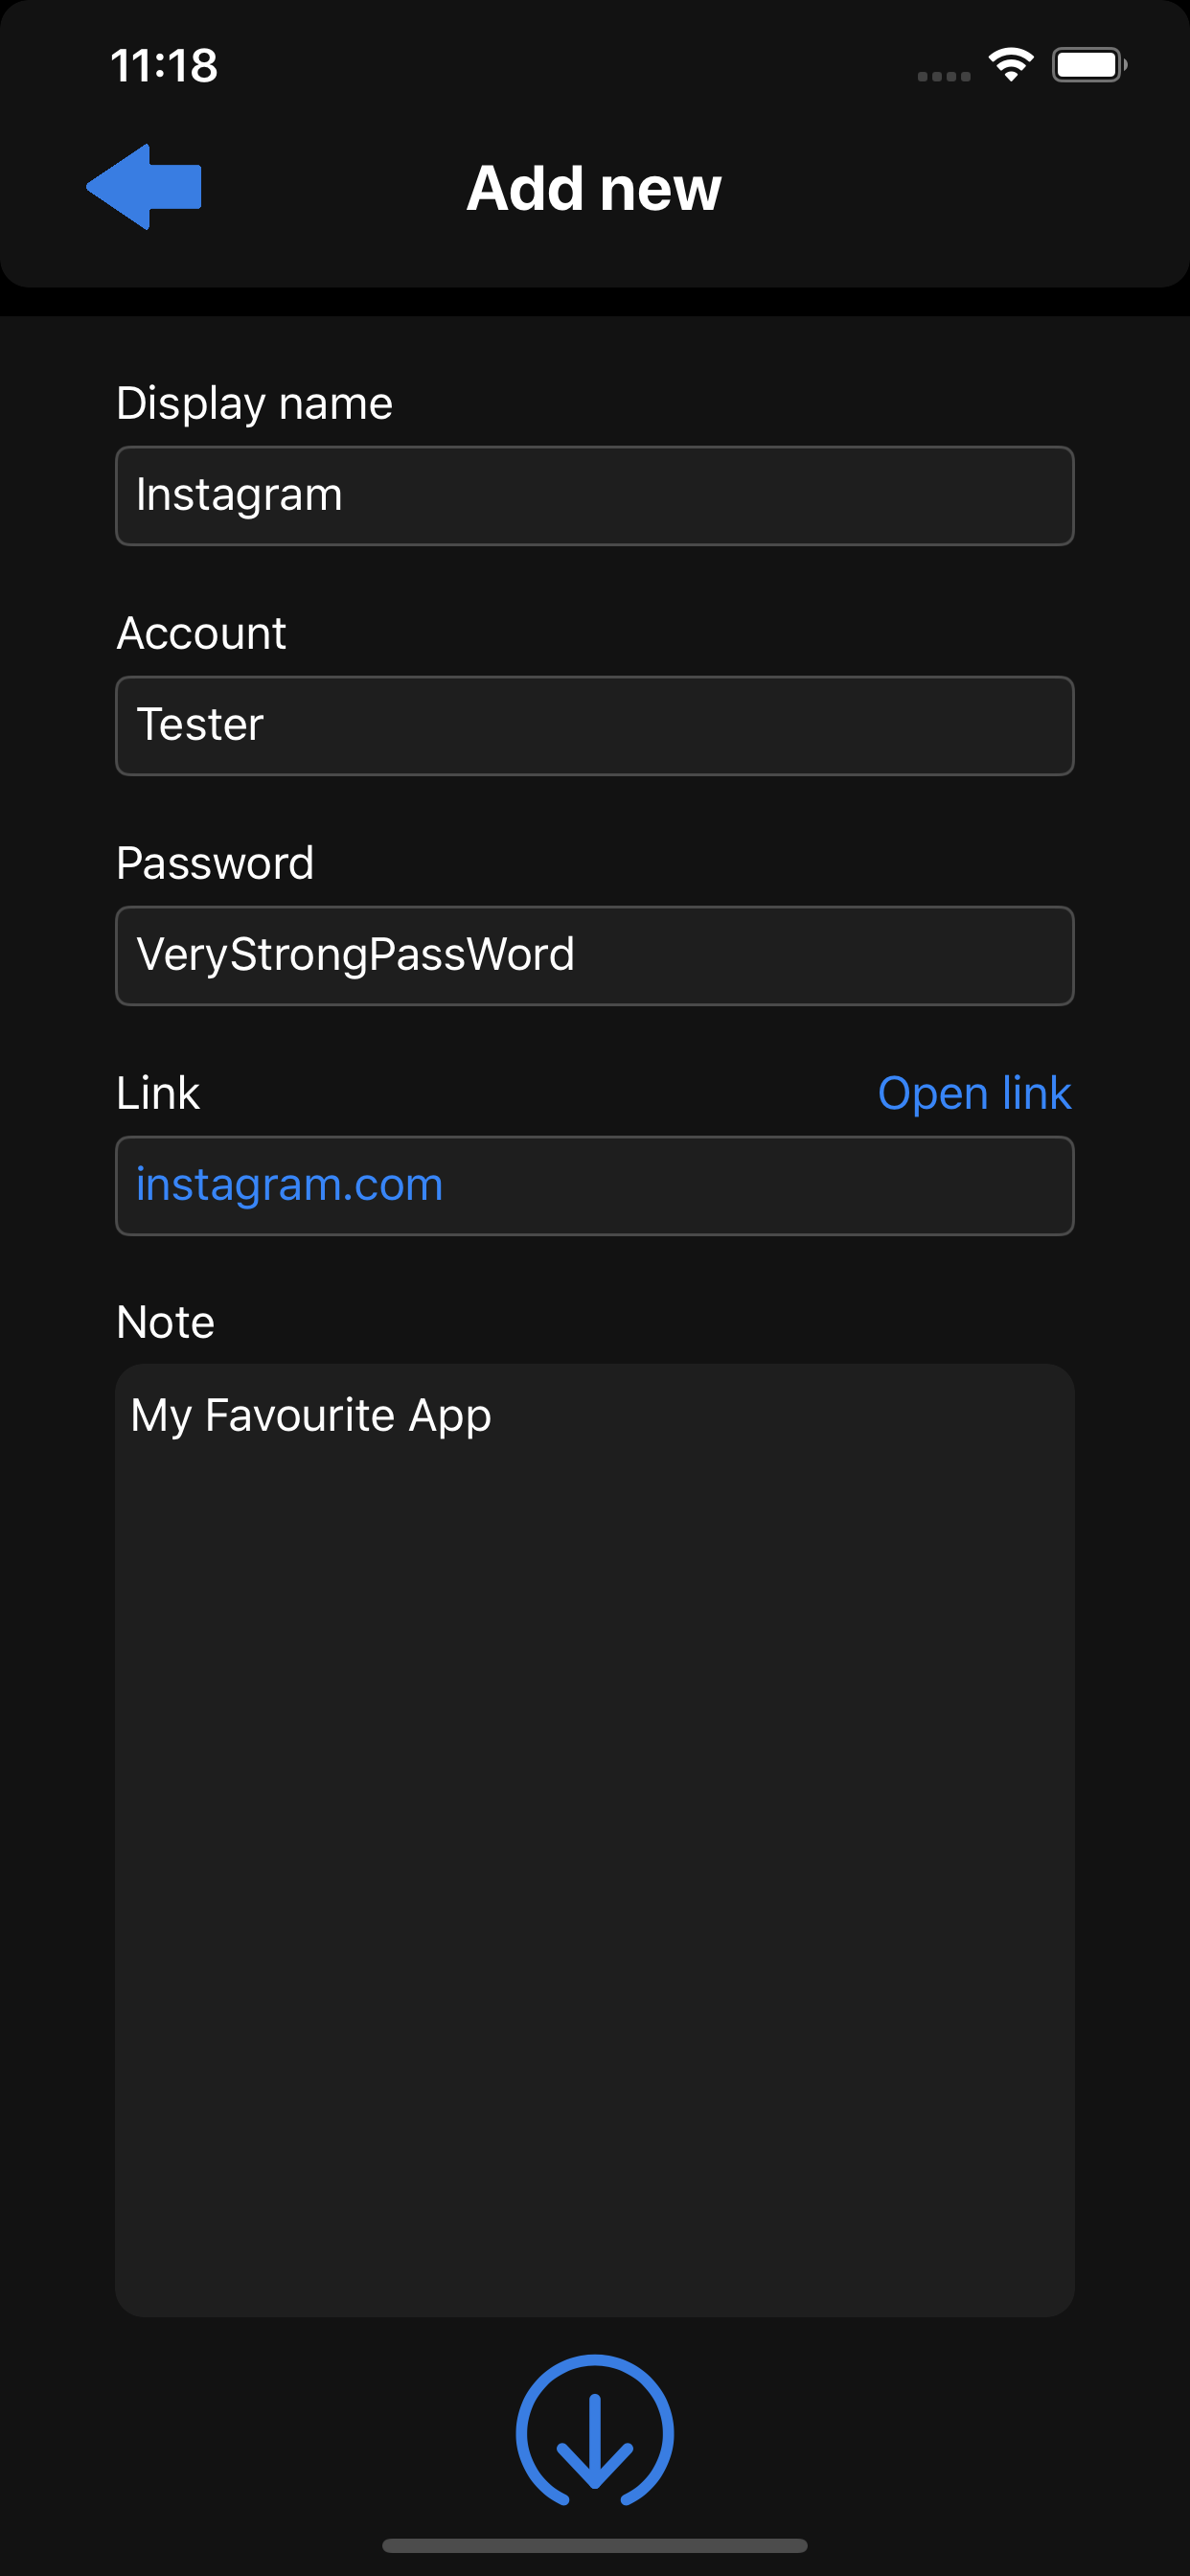 11:18
Add new
Display name
Instagram
Account
Tester
Password
VeryStrongPassWord
Link
Open link
instagram.com
Note
My Favourite App